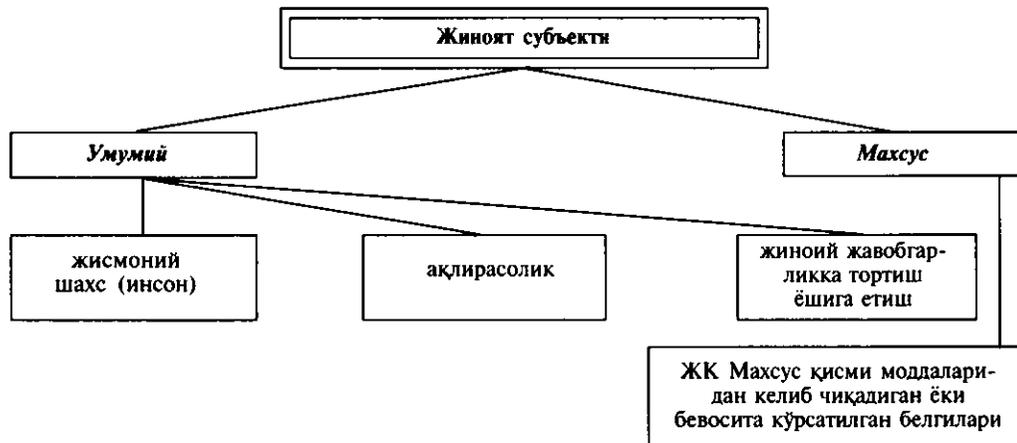 Жиноят субъекти
Умумий
Махсус
жисмоний
шахс (инсон)
ақлирасолик
жиноий жавобгар-
ликка тортиш
ёшига етиш
ЖК Махсус қисми моддалари-
дан келиб чиқадиган ёки
бевосита кўрсатилган белгилари